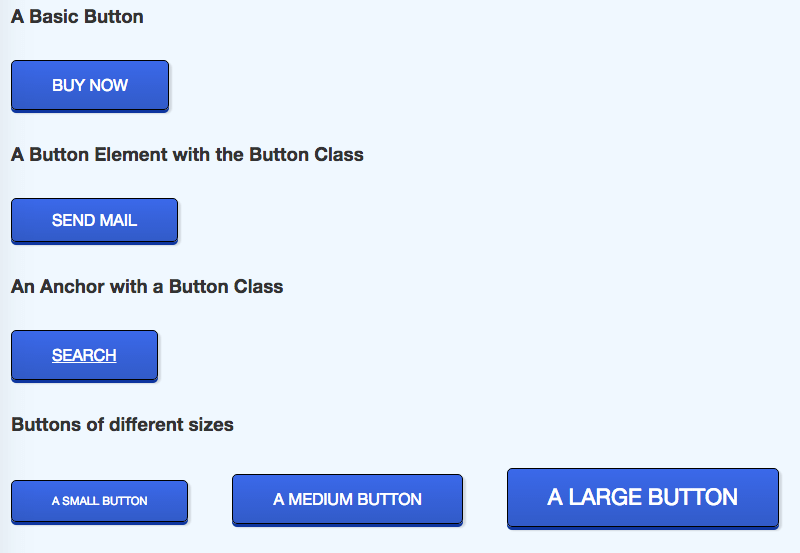 A Basic Button
BUY NOW
A Button Element with the Button Class
SEND MAIL
An Anchor with a Button Class
SEARCH
Buttons of different sizes
A SMALL BUTTON A MEDIUM BUTTON A LARGE BUTTON